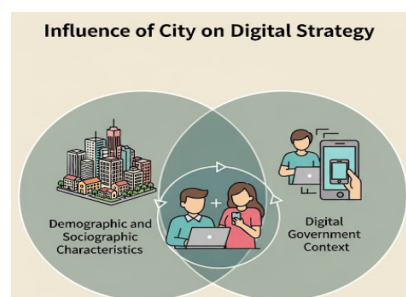 Influence of City on Digital Strategy
Demographic and
Sociographic
Characteristics
+
Digital
Government
Context